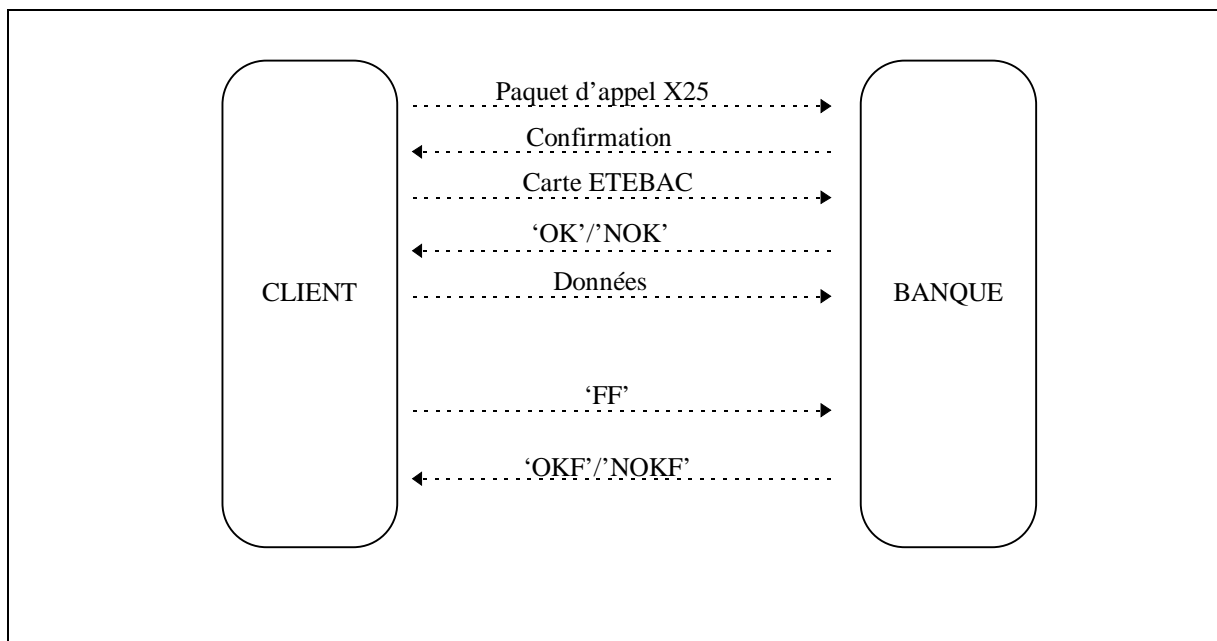 Paquet d’appel X25
Confirmation
Carte ETEBAC
‘OK’/’NOK’
Données
CLIENT
BANQUE
‘FF’
‘OKF’/’NOKF’